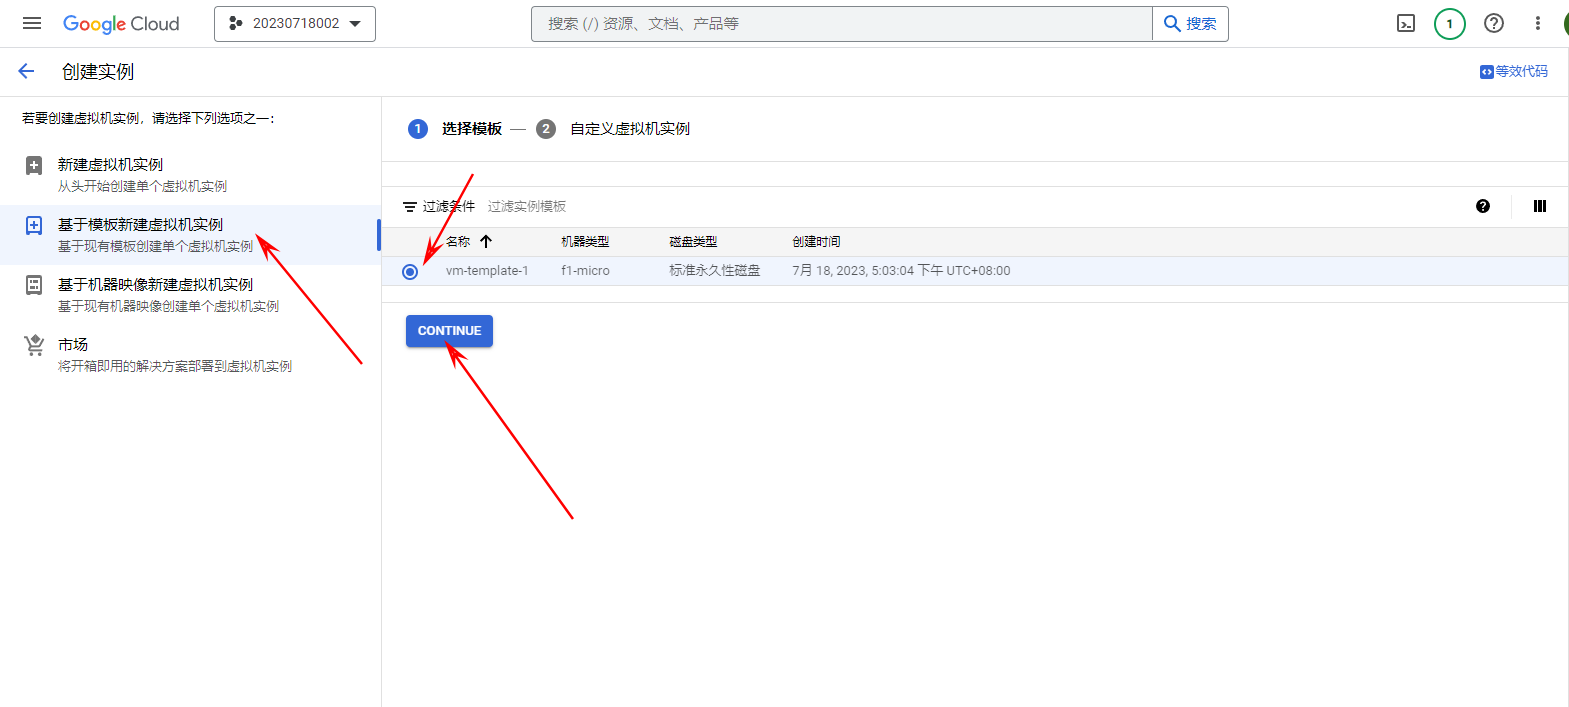 Google Cloud
20230718002
搜索 (/) 资源、文档、产品等
搜索
1
创建实例
等效代码
若要创建虚拟机实例，请选择下列选项之一：
新建虚拟机实例
从头开始创建单个虚拟机实例
基于模板新建虚拟机实例
基于现有模板创建单个虚拟机实例
基于机器映像新建虚拟机实例
基于现有机器映像创建单个虚拟机实例
市场
将开箱即用的解决方案部署到虚拟机实例
1 选择模板 — 2 自定义虚拟机实例
过滤条件 过滤实例模板
名称 机器类型 磁盘类型 创建时间
vm-template-1 f1-micro 标准永久性磁盘 7月 18, 2023, 5:03:04 下午 UTC+08:00
CONTINUE